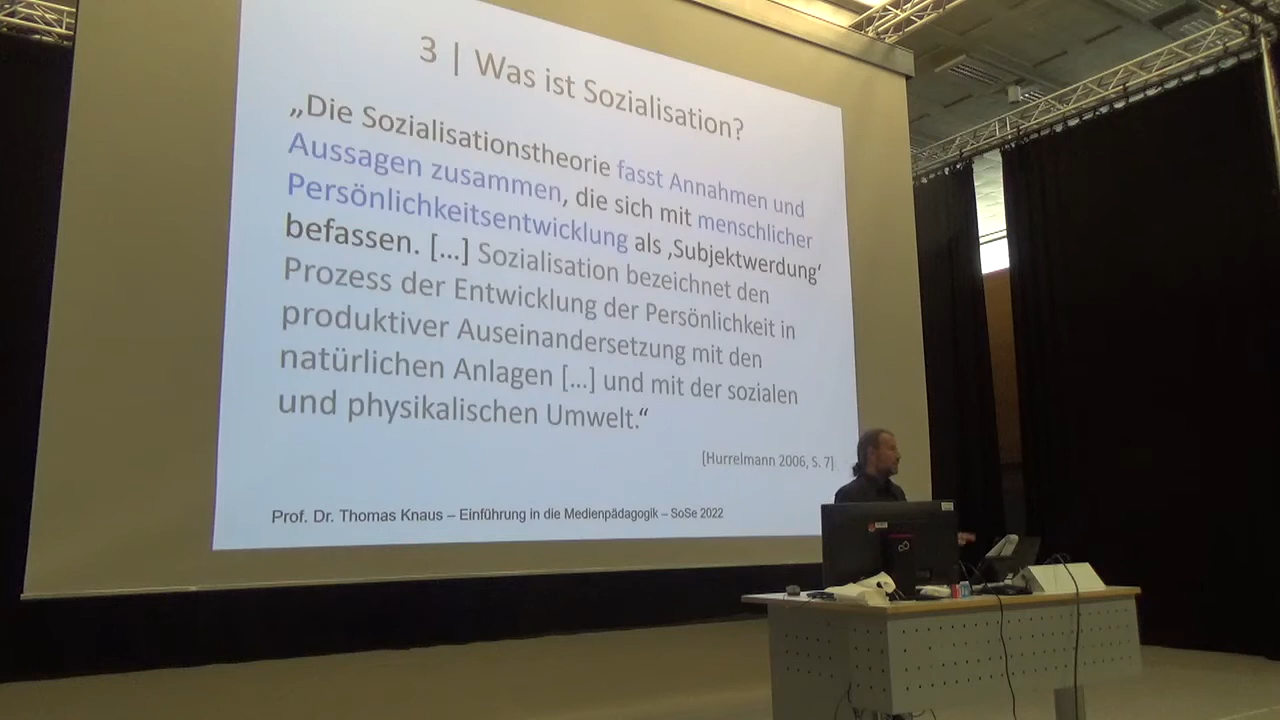 3 | Was ist Sozialisation?
„Die Sozialisationstheorie fasst Annahmen und
Aussagen zusammen, die sich mit menschlicher
Persönlichkeitsentwicklung als ‚Subjektwerdung‘
befassen. [...] Sozialisation bezeichnet den
Prozess der Entwicklung der Persönlichkeit in
produktiver Auseinandersetzung mit den
natürlichen Anlagen [...] und mit der sozialen
und physikalischen Umwelt.“
[Hurrelmann 2006, S. 7]
Prof. Dr. Thomas Knaus – Einführung in die Medienpädagogik – SoSe 2022